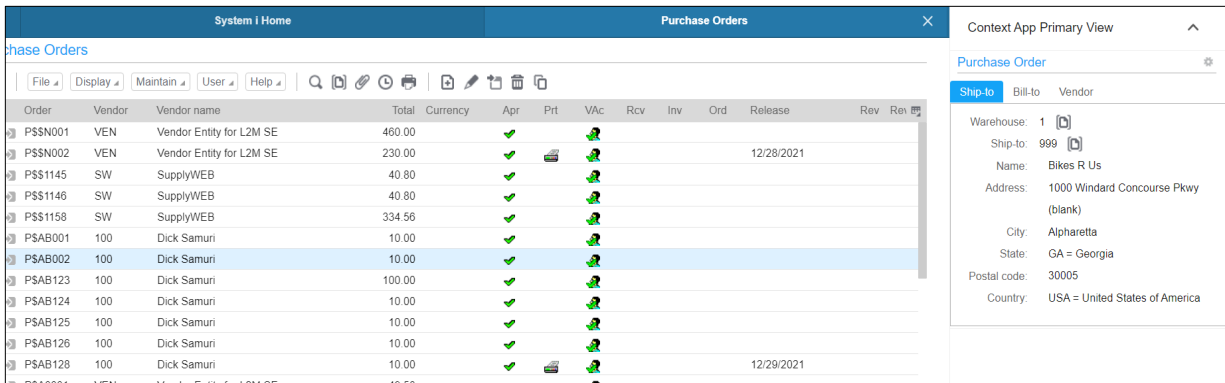 System i Home
Purchase Orders
chase Orders
File Display Maintain User Help
Order Vendor Vendor name Total Currency Apr Prt VAc Rcv Inv Ord Release Rev Rev
P$$N001 VEN Vendor Entity for L2M SE 460.00
P$$N002 VEN Vendor Entity for L2M SE 230.00 12/28/2021
P$$1145 SW SupplyWEB 40.80
P$$1146 SW SupplyWEB 40.80
P$$1158 SW SupplyWEB 334.56
P$AB001 100 Dick Samuri 10.00
P$AB002 100 Dick Samuri 10.00
P$AB123 100 Dick Samuri 100.00
P$AB124 100 Dick Samuri 10.00
P$AB125 100 Dick Samuri 10.00
P$AB126 100 Dick Samuri 10.00
P$AB128 100 Dick Samuri 10.00 12/29/2021
Context App Primary View
Purchase Order
Ship-to Bill-to Vendor
Warehouse: 1
Ship-to: 999
Name: Bikes R Us
Address: 1000 Windard Concourse Pkwy
(blank)
City: Alpharetta
State: GA = Georgia
Postal code: 30005
Country: USA = United States of America